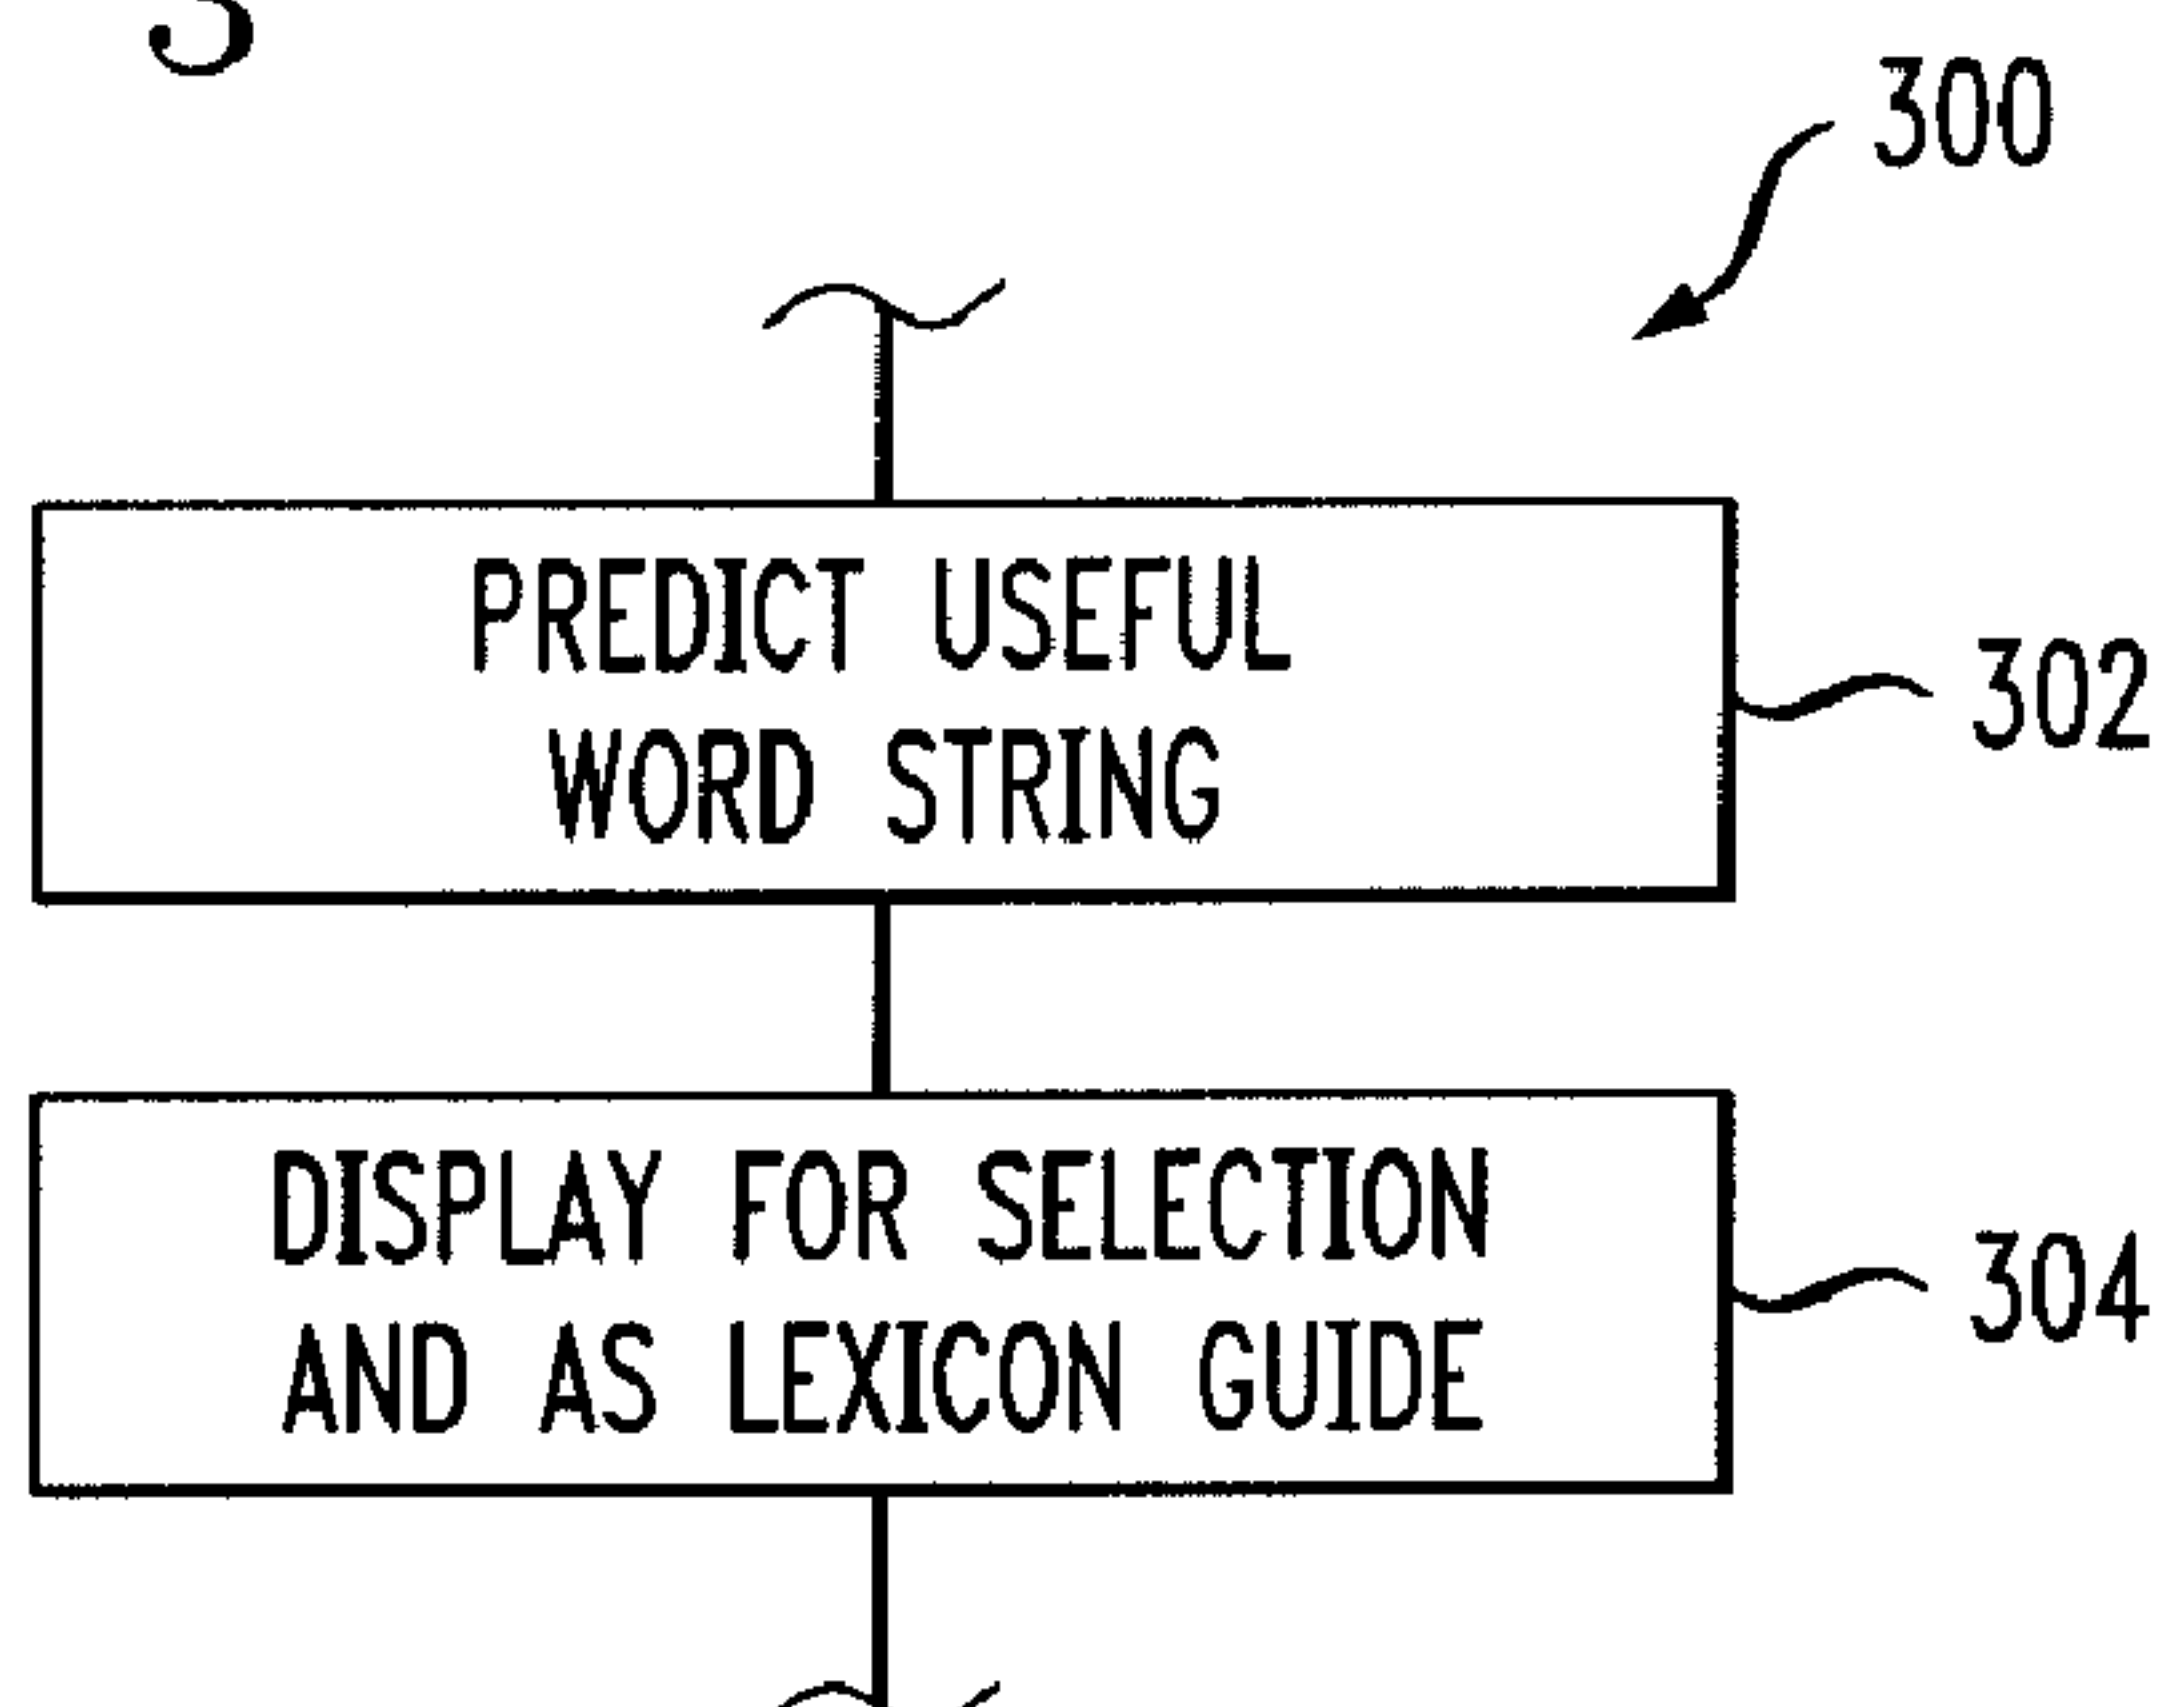 300
PREDICT USEFUL
WORD STRING
302
DISPLAY FOR SELECTION
AND AS LEXICON GUIDE
304